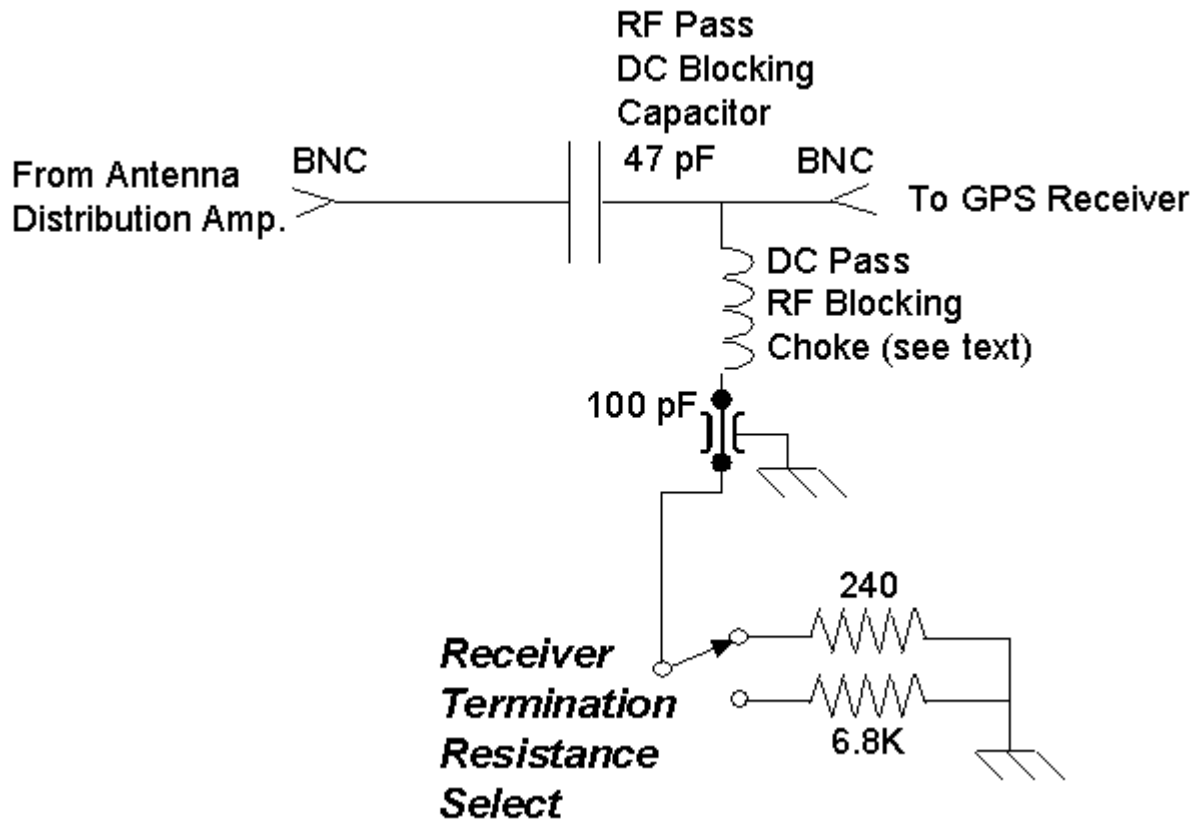 RF Pass
DC Blocking
Capacitor
47 pF
From Antenna
Distribution Amp.
BNC
BNC
To GPS Receiver
DC Pass
RF Blocking
Choke (see text)
100 pF
240
6.8K
Receiver
Termination
Resistance
Select